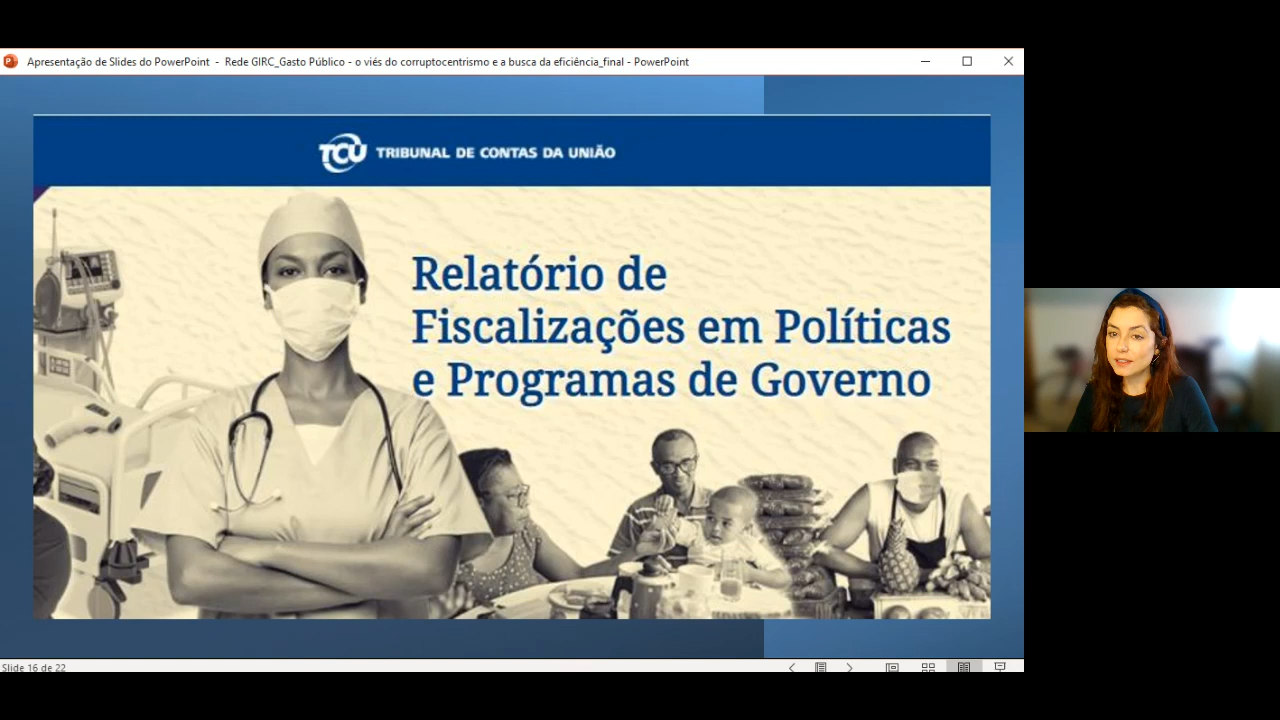 Apresentação de Slides do PowerPoint - Rede GIRC_Gasto Público - o viés do corruptocentrismo e a busca da eficiência_final - PowerPoint
TCU TRIBUNAL DE CONTAS DA UNIÃO
Relatório de
Fiscalizações em Políticas
e Programas de Governo
Slide 16 de 22